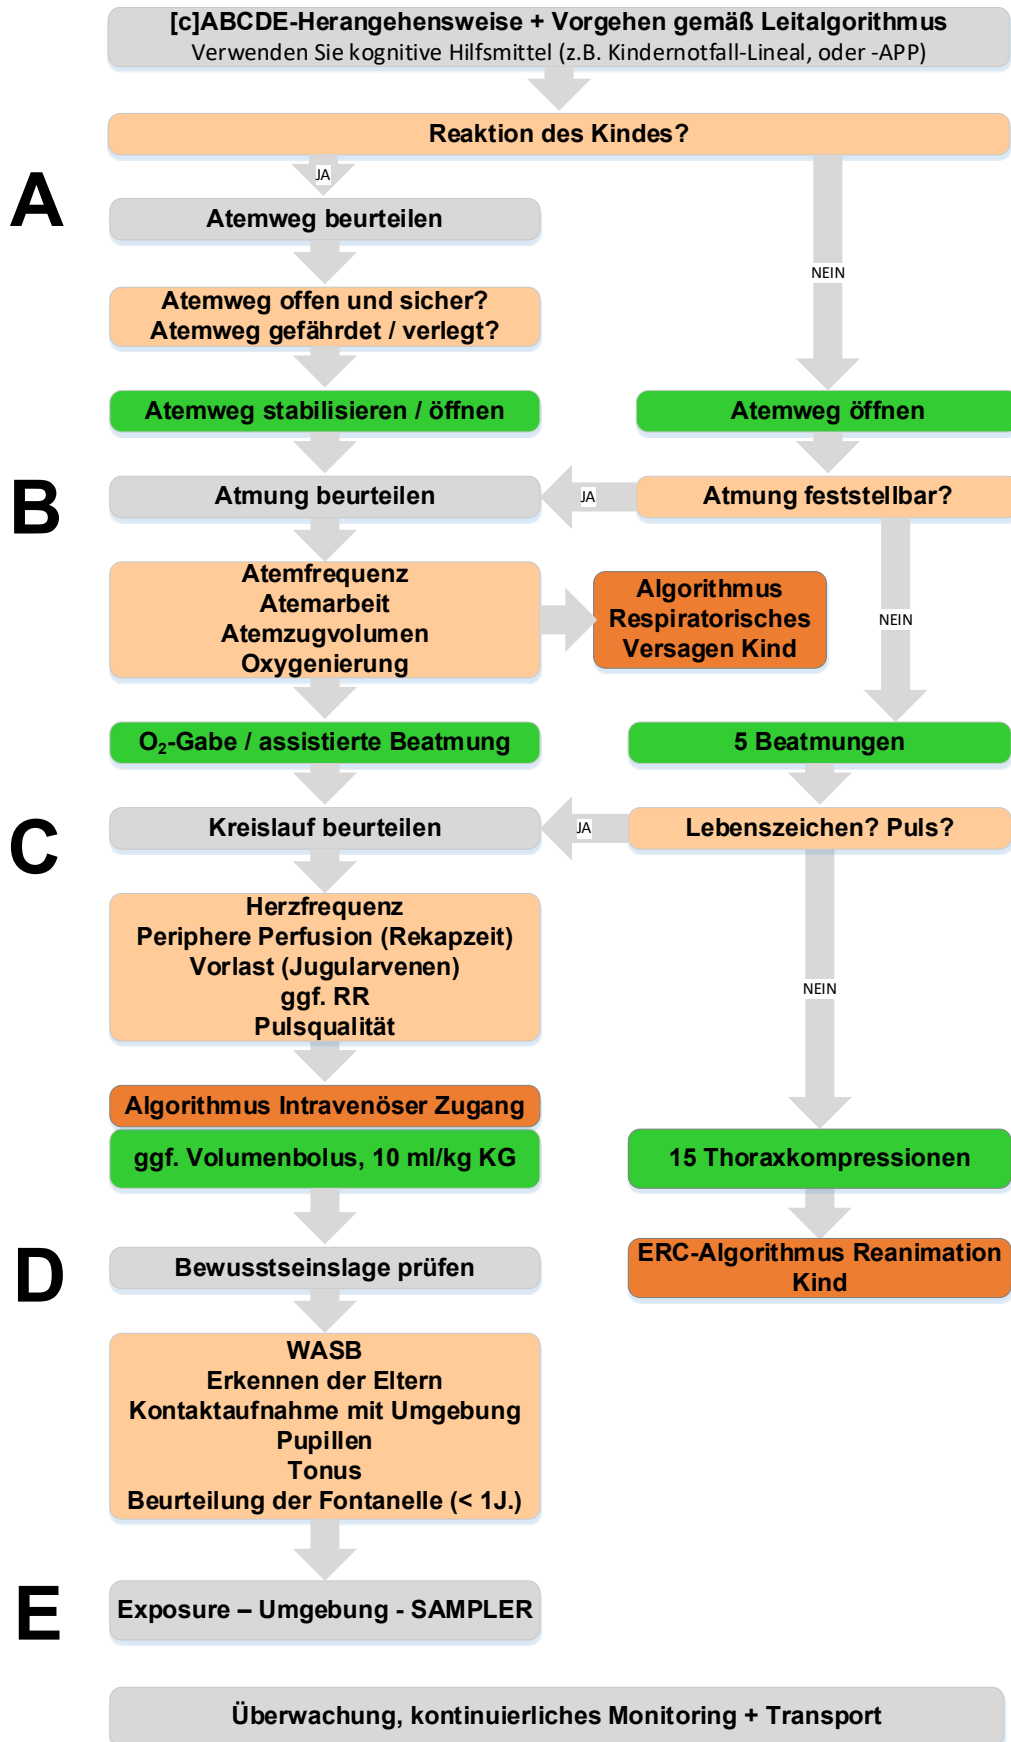 [c]ABCDE-Herangehensweise + Vorgehen gemäß Leitalgorithmus
Verwenden Sie kognitive Hilfsmittel (z.B. Kindernotfall-Lineal, oder -APP)
Reaktion des Kindes?
A
JA
NEIN
Atemweg beurteilen
Atemweg offen und sicher?
Atemweg gefährdet / verlegt?
Atemweg stabilisieren / öffnen
Atemweg öffnen
B
Atmung beurteilen
JA
Atmung feststellbar?
Atemfrequenz
Atemarbeit
Atemzugvolumen
Oxygenierung
Algorithmus
Respiratorisches
Versagen Kind
NEIN
O₂-Gabe / assistierte Beatmung
5 Beatmungen
C
Kreislauf beurteilen
JA
Lebenszeichen? Puls?
Herzfrequenz
Periphere Perfusion (Rekapzeit)
Vorlast (Jugularvenen)
ggf. RR
Pulsqualität
NEIN
Algorithmus Intravenöser Zugang
ggf. Volumenbolus, 10 ml/kg KG
15 Thoraxkompressionen
D
Bewusstseinslage prüfen
ERC-Algorithmus Reanimation
Kind
WASB
Erkennen der Eltern
Kontaktaufnahme mit Umgebung
Pupillen
Tonus
Beurteilung der Fontanelle (< 1J.)
E
Exposure – Umgebung - SAMPLER
Überwachung, kontinuierliches Monitoring + Transport